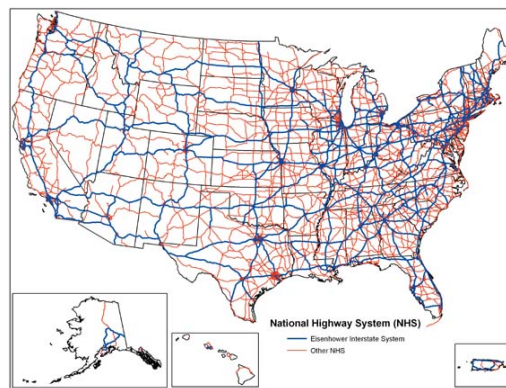 National Highway System (NHS)
Eisenhower Interstate System
Other NHS